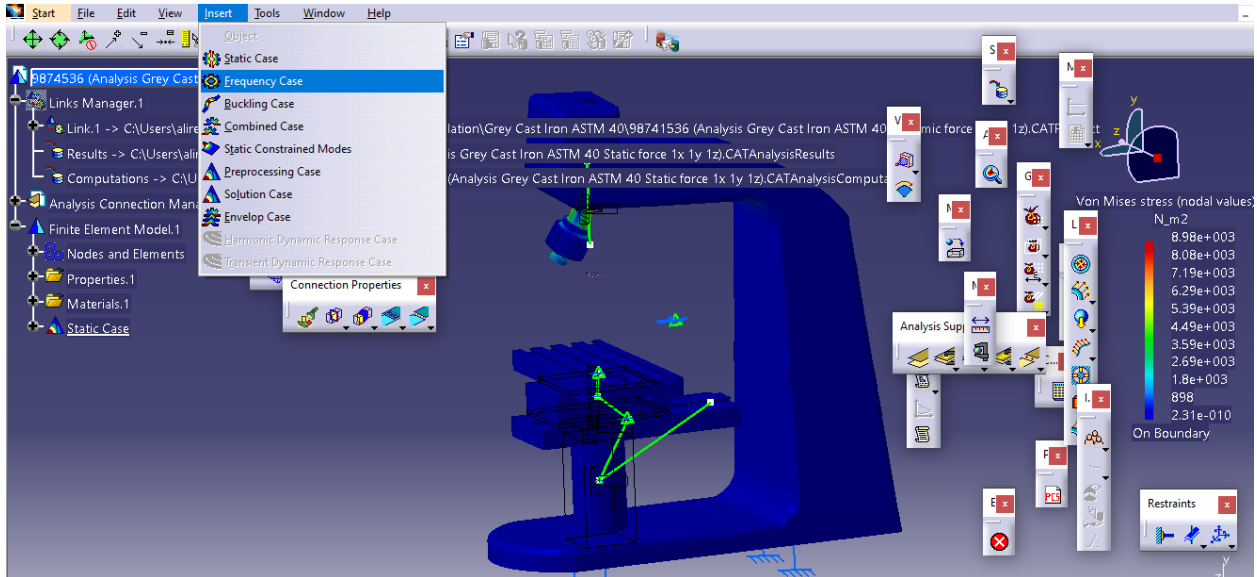 Start File Edit View Insert Tools Window Help
Object
Static Case
Frequency Case
Buckling Case
Combined Case
Static Constrained Modes
Preprocessing Case
Solution Case
Envelop Case
Harmonic Dynamic Response Case
Transient Dynamic Response Case
9874536 (Analysis Grey Cast
Links Manager.1
Link.1 -> C:\Users\alire
lation\Grey Cast Iron ASTM 40\98741536 (Analysis Grey Cast Iron ASTM 40
mic force
1z).CATP
ct
Results -> C:\Users\ali
is Grey Cast Iron ASTM 40 Static force 1x 1y 1z).CATAnalysisResults
Computations -> C:\U
(Analysis Grey Cast Iron ASTM 40 Static force 1x 1y 1z).CATAnalysisComputa
Analysis Connection Mana
Finite Element Model.1
Nodes and Elements
Properties.1
Materials.1
Static Case
Connection Properties x
S x
N x
V x
A x
G x
L x
N x
N x
Analysis Supp x
C...
I. x
F x
PCS
E x
Restraints x
y
z
x
Von Mises stress (nodal values)
N_m2
8.98e+003
8.08e+003
7.19e+003
6.29e+003
5.39e+003
4.49e+003
3.59e+003
2.69e+003
1.8e+003
898
2.31e-010
On Boundary
y
z